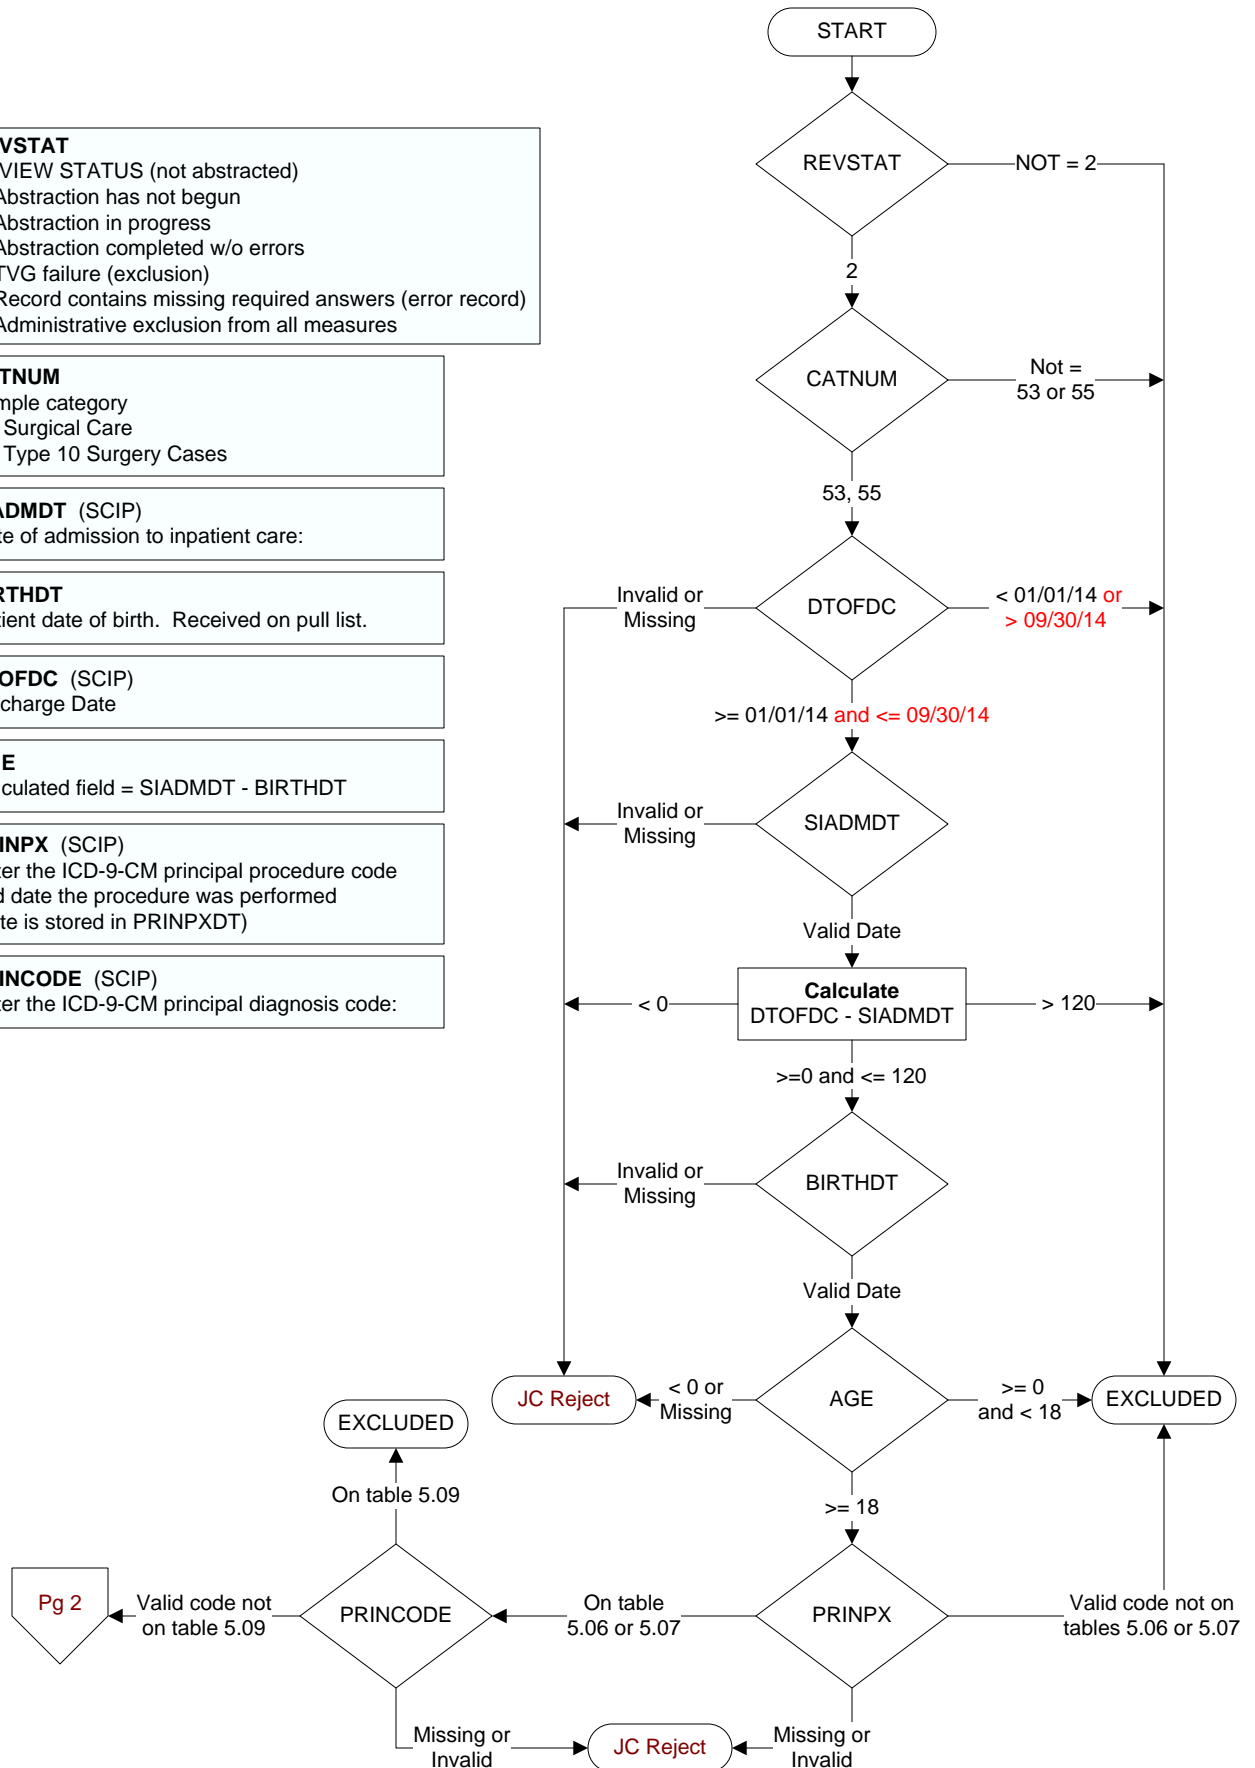 START
REVSTAT
NOT = 2
2
CATNUM
Not =
53 or 55
53, 55
DTOFDC
Invalid or
Missing
< 01/01/14 or
> 09/30/14
>= 01/01/14 and <= 09/30/14
SIADMDT
Invalid or
Missing
Valid Date
Calculate
DTOFDC - SIADMDT
< 0
> 120
>=0 and <= 120
BIRTHDT
Invalid or
Missing
Valid Date
AGE
< 0 or
Missing
JC Reject
>= 0
and < 18
EXCLUDED
>= 18
PRINPX
Valid code not on
tables 5.06 or 5.07
On table
5.06 or 5.07
Missing or
Invalid
JC Reject
PRINCODE
On table 5.09
EXCLUDED
Valid code not
on table 5.09
Pg 2
Missing or
Invalid
VSTAT
VIEW STATUS (not abstracted)
Abstraction has not begun
Abstraction in progress
Abstraction completed w/o errors
TVG failure (exclusion)
Record contains missing required answers (error record)
Administrative exclusion from all measures
TNUM
mple category
Surgical Care
Type 10 Surgery Cases
ADMDT (SCIP)
te of admission to inpatient care:
RTHDT
tient date of birth. Received on pull list.
OFDC (SCIP)
charge Date
E
culated field = SIADMDT - BIRTHDT
INPX (SCIP)
ter the ICD-9-CM principal procedure code
d date the procedure was performed
te is stored in PRINPXDT)
INCODE (SCIP)
ter the ICD-9-CM principal diagnosis code: